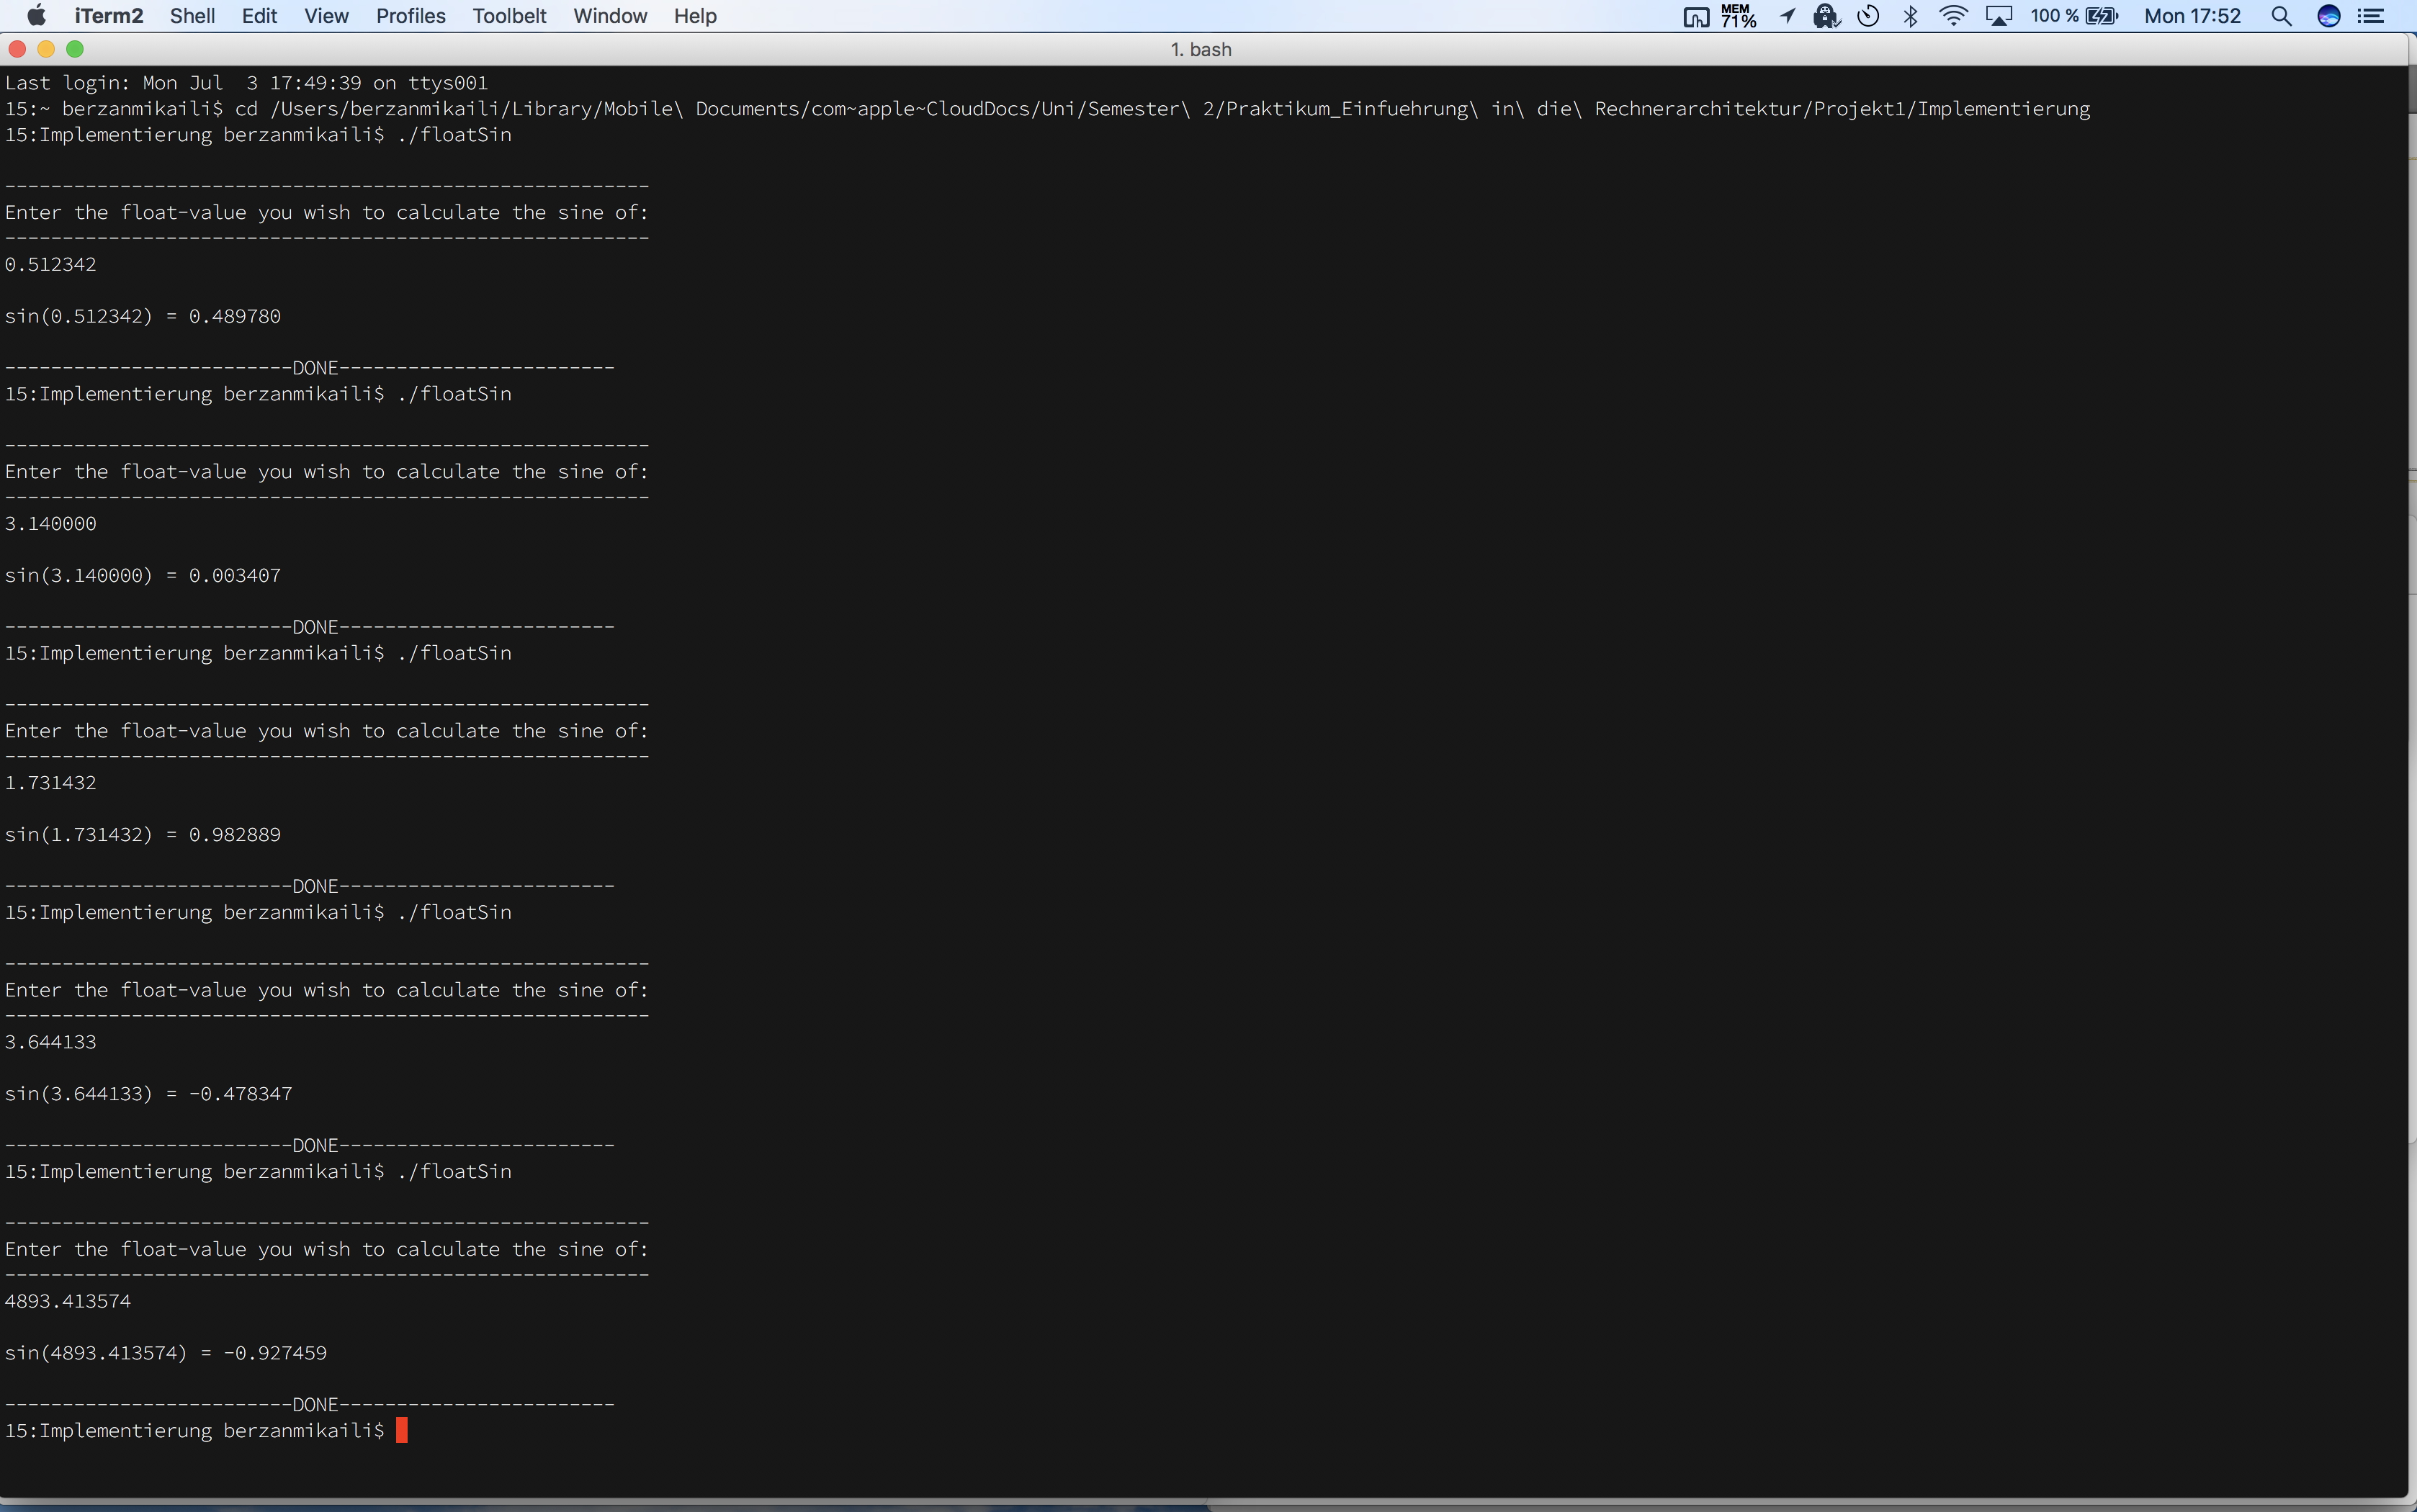 iTerm2 Shell Edit View Profiles Toolbelt Window Help MEM 71% 100 % Mon 17:52
1. bash
Last login: Mon Jul  3 17:49:39 on ttys001
15:~ berzanmikaili$ cd /Users/berzanmikaili/Library/Mobile\ Documents/com~apple~CloudDocs/Uni/Semester\ 2/Praktikum_Einfuehrung\ in\ die\ Rechnerarchitektur/Projekt1/Implementierung
15:Implementierung berzanmikaili$ ./floatSin
--------------------------------------------------------
Enter the float-value you wish to calculate the sine of:
--------------------------------------------------------
0.512342
sin(0.512342) = 0.489780
-------------------------DONE------------------------
15:Implementierung berzanmikaili$ ./floatSin
--------------------------------------------------------
Enter the float-value you wish to calculate the sine of:
--------------------------------------------------------
3.140000
sin(3.140000) = 0.003407
-------------------------DONE------------------------
15:Implementierung berzanmikaili$ ./floatSin
--------------------------------------------------------
Enter the float-value you wish to calculate the sine of:
--------------------------------------------------------
1.731432
sin(1.731432) = 0.982889
-------------------------DONE------------------------
15:Implementierung berzanmikaili$ ./floatSin
--------------------------------------------------------
Enter the float-value you wish to calculate the sine of:
--------------------------------------------------------
3.644133
sin(3.644133) = -0.478347
-------------------------DONE------------------------
15:Implementierung berzanmikaili$ ./floatSin
--------------------------------------------------------
Enter the float-value you wish to calculate the sine of:
--------------------------------------------------------
4893.413574
sin(4893.413574) = -0.927459
-------------------------DONE------------------------
15:Implementierung berzanmikaili$